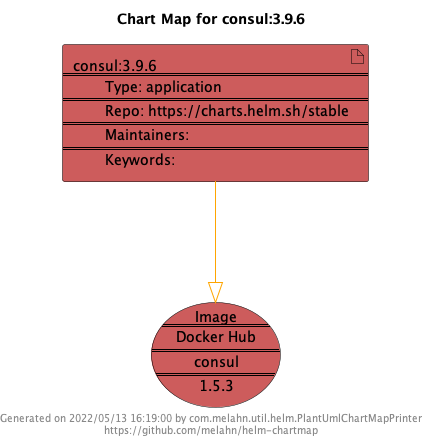 Chart Map for consul:3.9.6
consul:3.9.6
Type: application
Repo: https://charts.helm.sh/stable
Maintainers:
Keywords:
Image
Docker Hub
consul
1.5.3
Generated on 2022/05/13 16:19:00 by com.melahn.util.helm.PlantUmlChartMapPrinter
https://github.com/melahn/helm-chartmap